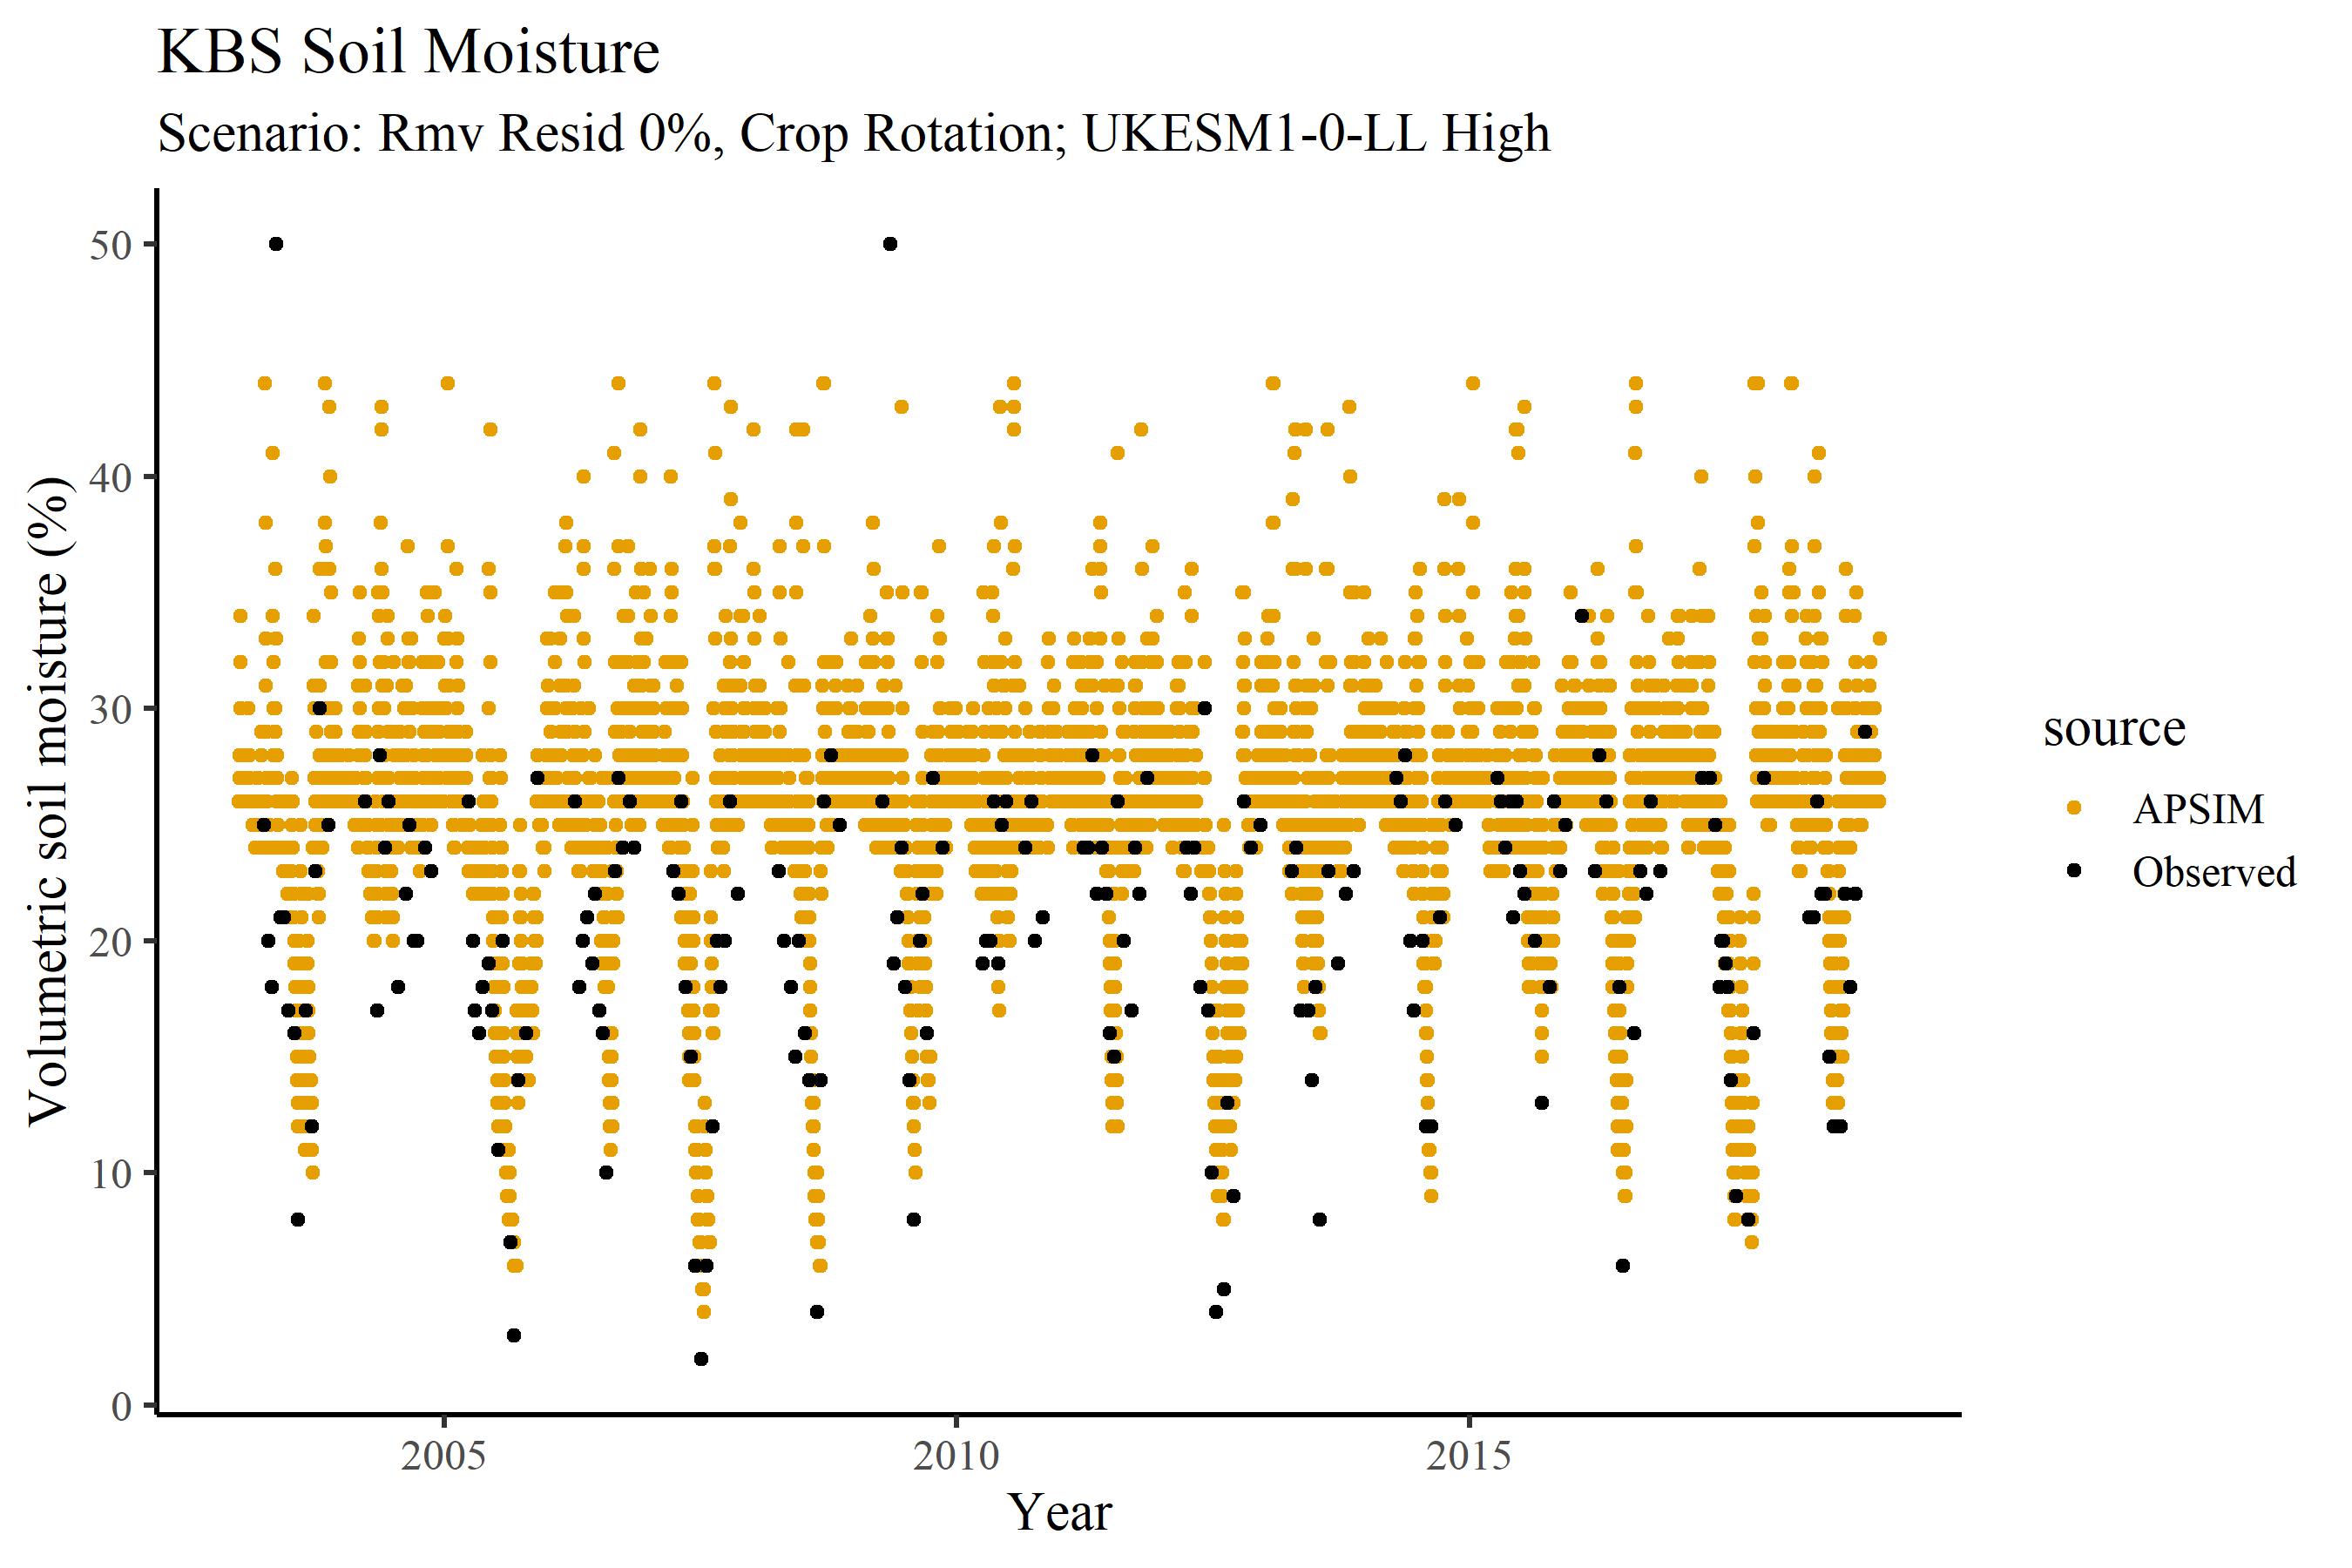 KBS Soil Moisture
Scenario: Rmv Resid 0%, Crop Rotation; UKESM1-0-LL High
Volumetric soil moisture (%)
50
40
30
20
10
0
2005
2010
2015
Year
source
APSIM
Observed